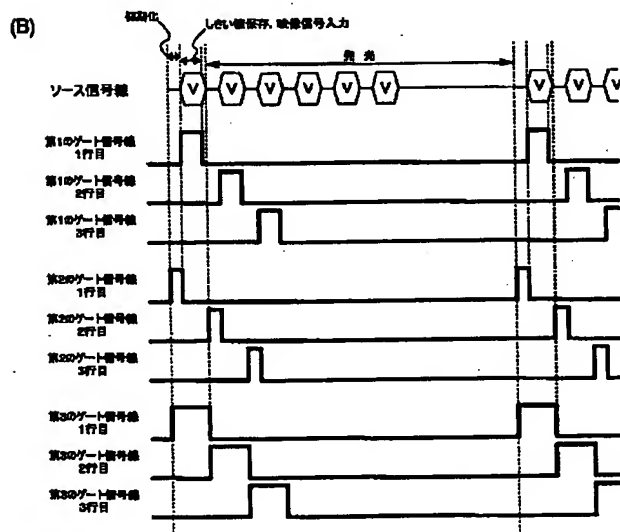 (B)
初期化
しきい値保存、映像信号入力
発光
ソース信号線
V V V V V V V V V
第1のゲート信号線
1行目
第1のゲート信号線
2行目
第1のゲート信号線
3行目
第2のゲート信号線
1行目
第2のゲート信号線
2行目
第2のゲート信号線
3行目
第3のゲート信号線
1行目
第3のゲート信号線
2行目
第3のゲート信号線
3行目